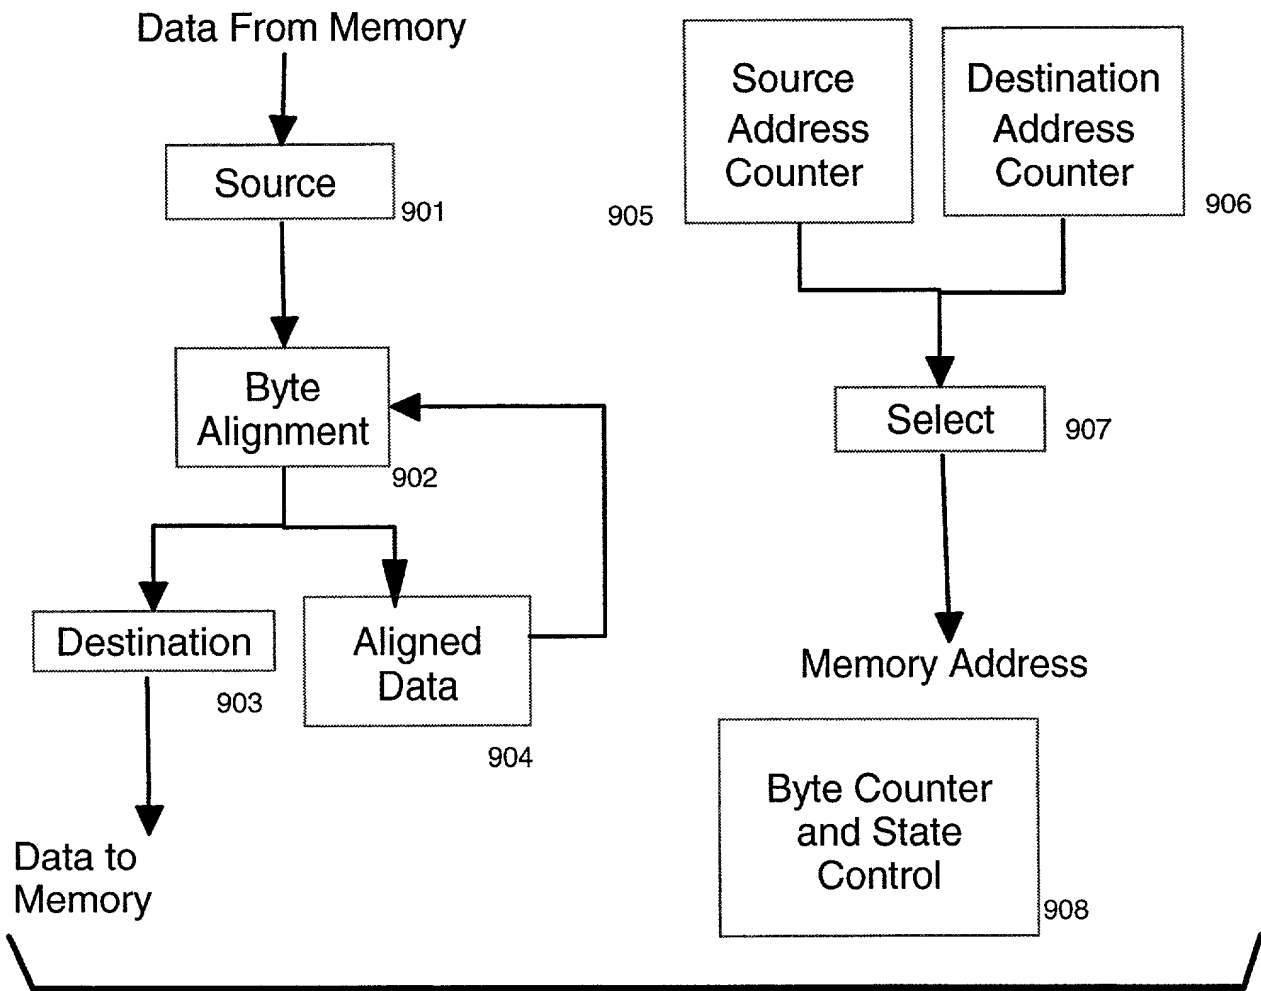 Data From Memory
Source
901
Byte
Alignment
902
Destination
903
Aligned
Data
904
Data to
Memory
Source
Address
Counter
905
Destination
Address
Counter
906
Select
907
Memory Address
Byte Counter
and State
Control
908